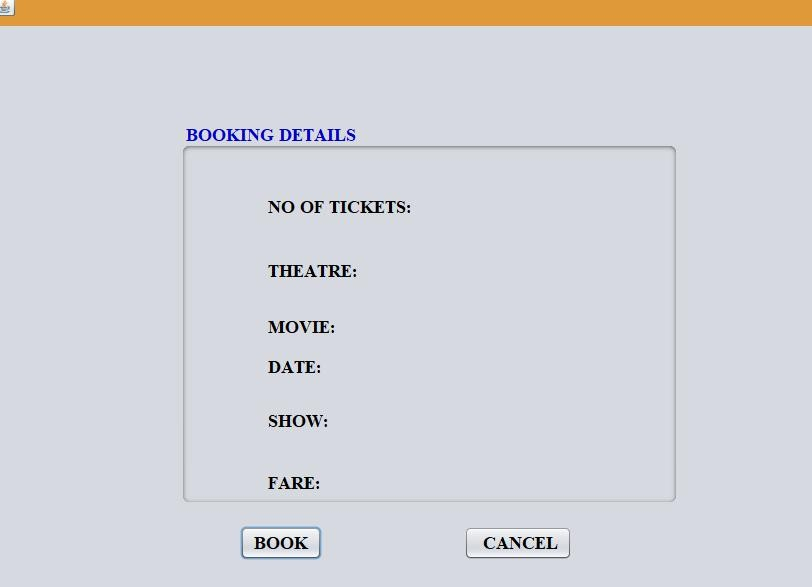 BOOKING DETAILS
NO OF TICKETS:
THEATRE:
MOVIE:
DATE:
SHOW:
FARE:
BOOK
CANCEL